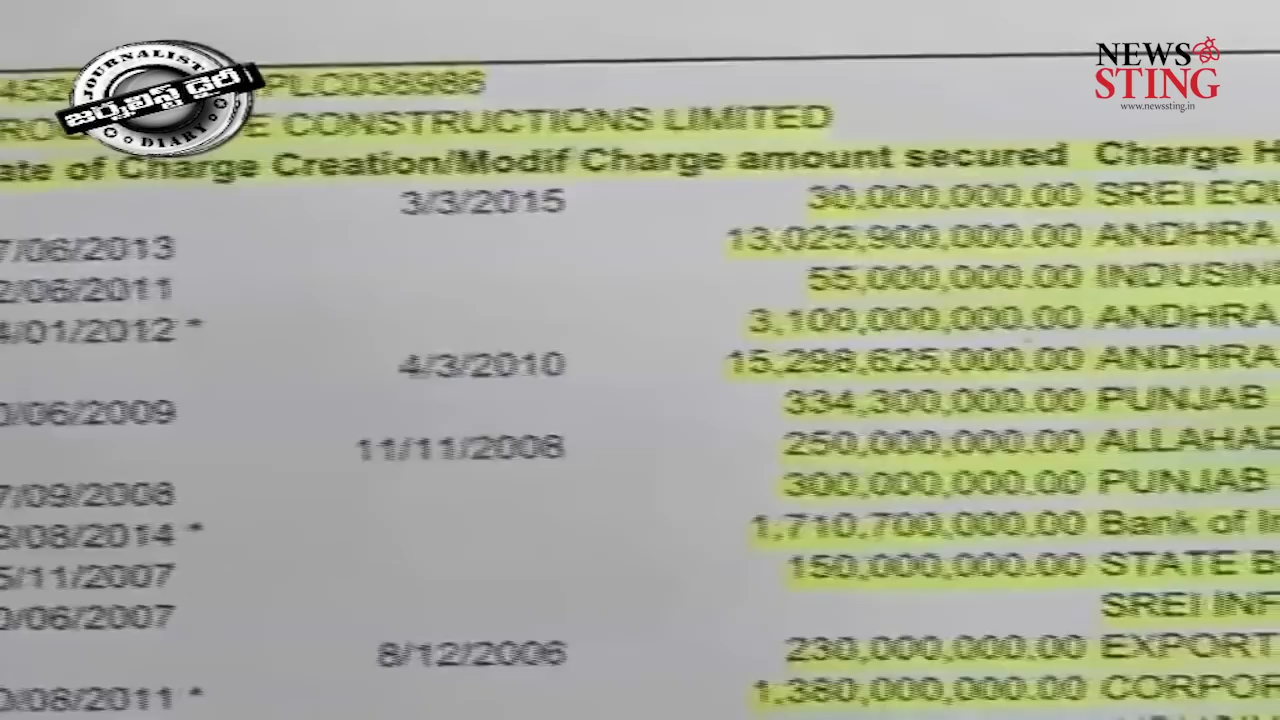 JOURNALIST
జర్నలిస్ట్ డైరీ
DIARY
NEWS
STING
www.newssting.in
PLC038086
E CONSTRUCTIONS LIMITED
ate of Charge Creation/Modif Charge amount secured Charge H
3/3/2015 30,000,000.00 SREI EQ
7/06/2013 13,025,900,000.00 ANDHRA
2/06/2011 55,000,000.00 INDUSIN
4/01/2012 * 3,100,000,000.00 ANDHRA
4/3/2010 15,298,625,000.00 ANDHRA
0/06/2009 334,300,000.00 PUNJAB
11/11/2008 250,000,000.00 ALLAHAB
7/09/2008 300,000,000.00 PUNJAB
8/08/2014 * 1,710,700,000.00 Bank of In
5/11/2007 150,000,000.00 STATE B
0/06/2007 SREI INF
8/12/2006 230,000,000.00 EXPORT
0/08/2011 * 1,380,000,000.00 CORPOR